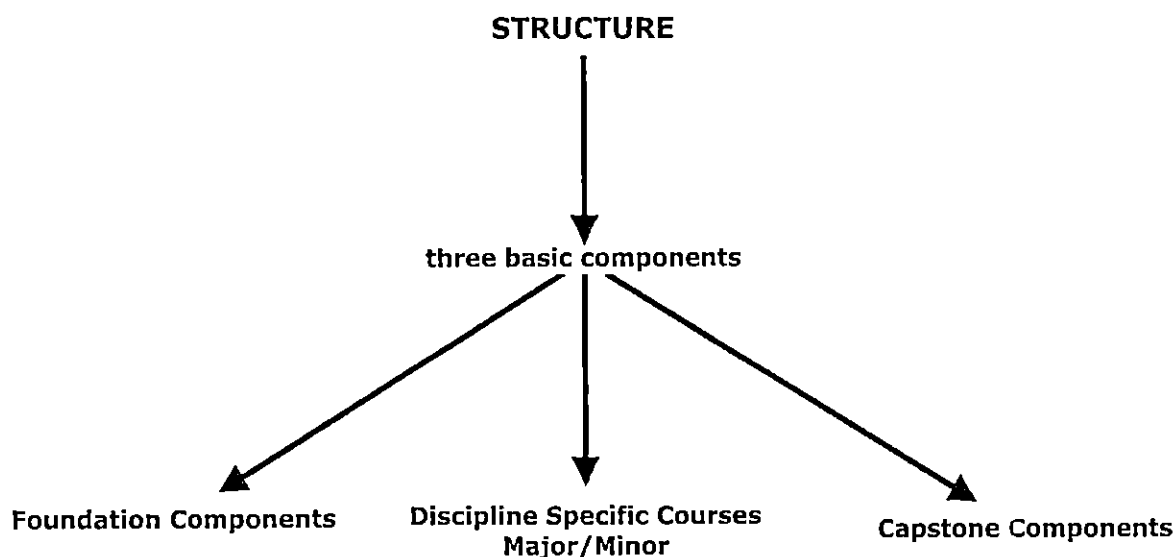 STRUCTURE
three basic components
Foundation Components
Discipline Specific Courses
Major/Minor
Capstone Components